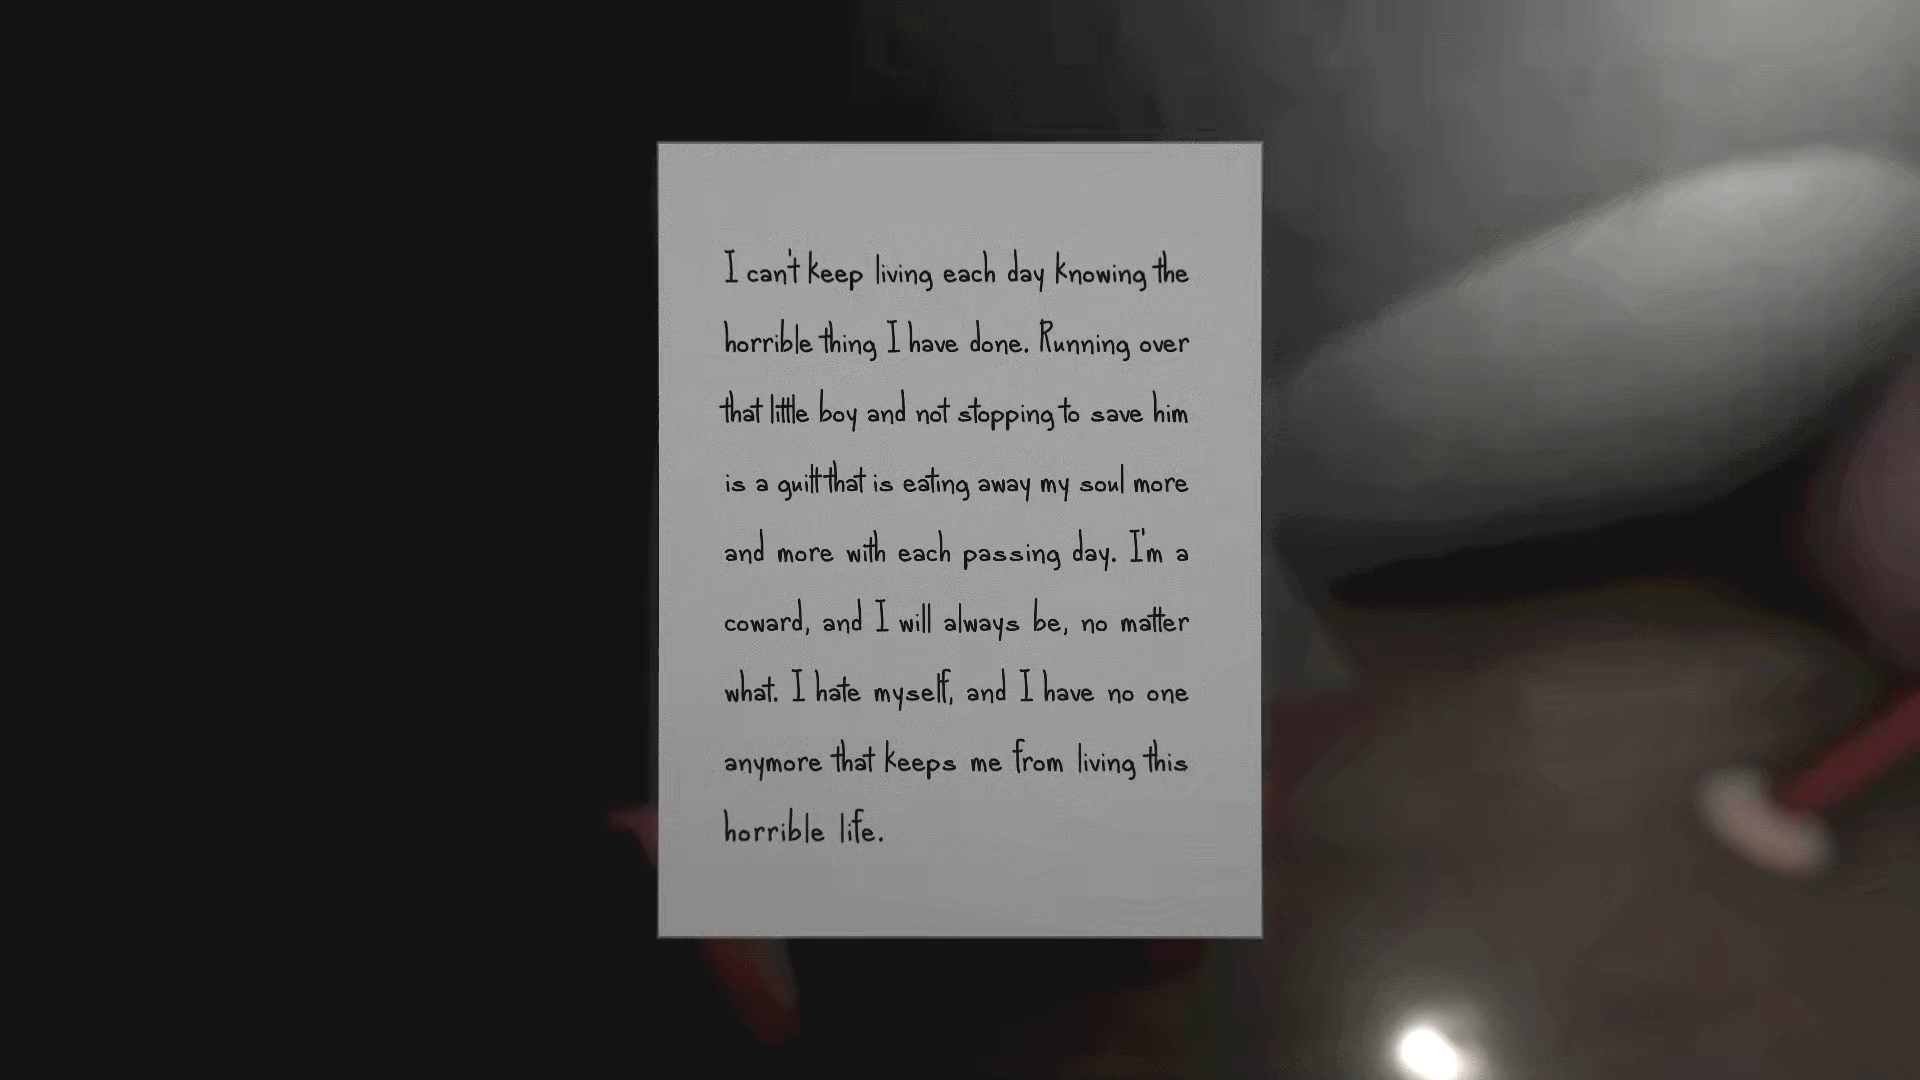 I can't keep living each day knowing the
horrible thing I have done. Running over
that little boy and not stopping to save him
is a guilt that is eating away my soul more
and more with each passing day. I'm a
coward, and I will always be, no matter
what. I hate myself, and I have no one
anymore that keeps me from living this
horrible life.